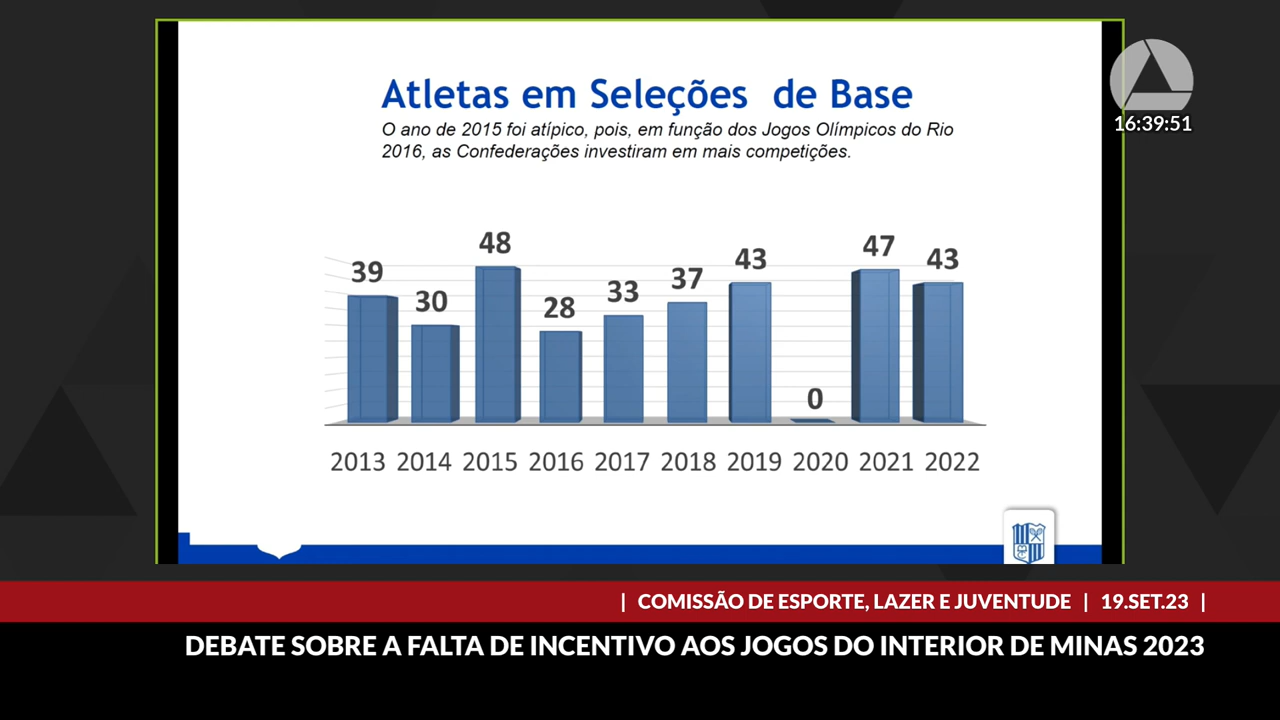 Atletas em Seleções de Base
O ano de 2015 foi atípico, pois, em função dos Jogos Olímpicos do Rio
2016, as Confederações investiram em mais competições.
16:39:51
39 30 48 28 33 37 43 0 47 43
2013 2014 2015 2016 2017 2018 2019 2020 2021 2022
| COMISSÃO DE ESPORTE, LAZER E JUVENTUDE | 19.SET.23 |
DEBATE SOBRE A FALTA DE INCENTIVO AOS JOGOS DO INTERIOR DE MINAS 2023